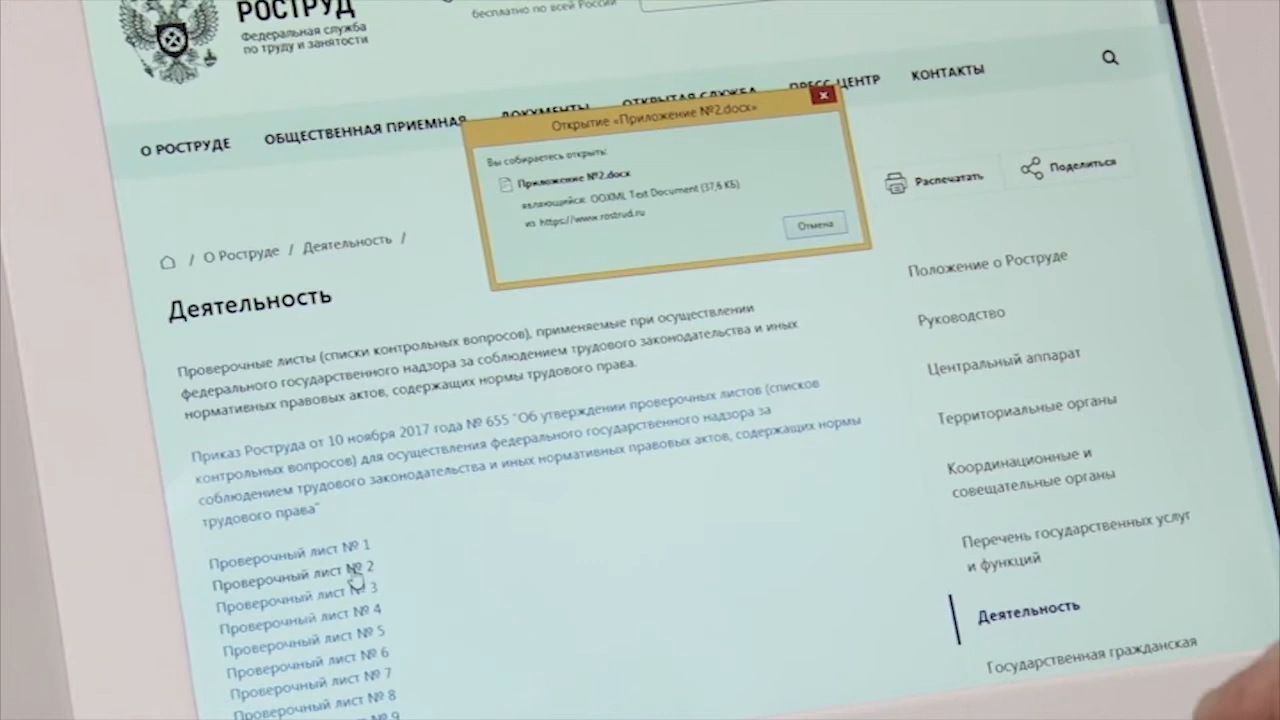 РОСТРУД
Федеральная служба
по труду и занятости
бесплатно по всей России
О РОСТРУДЕ
ОБЩЕСТВЕННАЯ ПРИЕМНАЯ
ДОКУМЕНТЫ
ОТКРЫТАЯ СЛУЖБА
ПРЕСС-ЦЕНТР
КОНТАКТЫ
Открытие «Приложение №2.docx»
Вы собираетесь открыть:
Приложение №2.docx
являющийся: OOXML Text Document (37,6 КБ)
из https://www.rostrud.ru
Отмена
Распечатать
Поделиться
/ О Роструде / Деятельность /
Деятельность
Проверочные листы (списки контрольных вопросов), применяемые при осуществлении
федерального государственного надзора за соблюдением трудового законодательства и иных
нормативных правовых актов, содержащих нормы трудового права.
Приказ Роструда от 10 ноября 2017 года № 655 "Об утверждении проверочных листов (списков
контрольных вопросов) для осуществления федерального государственного надзора за
соблюдением трудового законодательства и иных нормативных правовых актов, содержащих нормы
трудового права"
Проверочный лист № 1
Проверочный лист № 2
Проверочный лист № 3
Проверочный лист № 4
Проверочный лист № 5
Проверочный лист № 6
Проверочный лист № 7
Проверочный лист № 8
№ 9
Положение о Роструде
Руководство
Центральный аппарат
Территориальные органы
Координационные и
совещательные органы
Перечень государственных услуг
и функций
Деятельность
Государственная гражданская